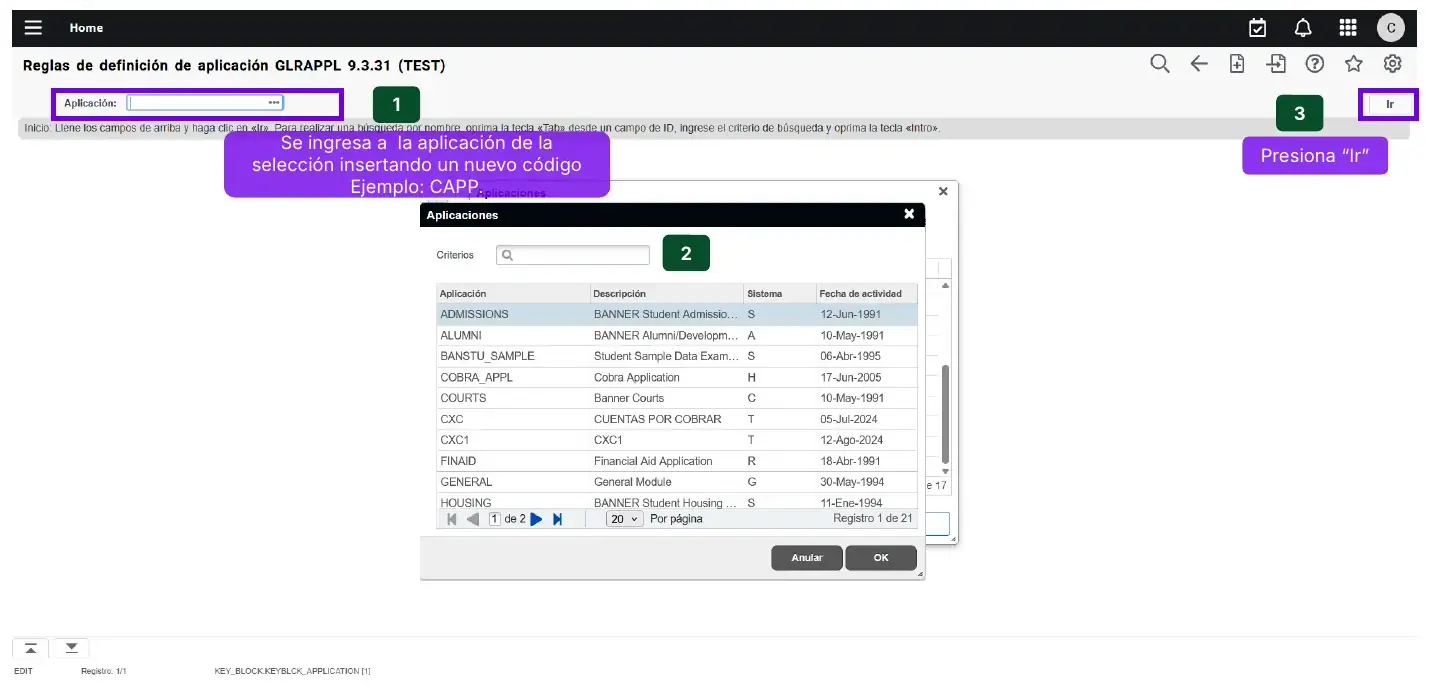 Home
C
Reglas de definición de aplicación GLRAPPL 9.3.31 (TEST)
Aplicación:
1
3
Ir
Inicio: Llene los campos de arriba y haga clic en «Ir». Para realizar una búsqueda por nombre, oprima la tecla «Tab» desde un campo de ID, ingrese el criterio de búsqueda y oprima la tecla «Intro».
Se ingresa a la aplicación de la
selección insertando un nuevo código
Ejemplo: CAPP.
Presiona “Ir”
Aplicaciones
Aplicaciones
Criterios
2
Aplicación Descripción Sistema Fecha de actividad
ADMISSIONS BANNER Student Admissio... S 12-Jun-1991
ALUMNI BANNER Alumni/Developm... A 10-May-1991
BANSTU_SAMPLE Student Sample Data Exam... S 06-Abr-1995
COBRA_APPL Cobra Application H 17-Jun-2005
COURTS Banner Courts C 10-May-1991
CXC CUENTAS POR COBRAR T 05-Jul-2024
CXC1 CXC1 T 12-Ago-2024
FINAID Financial Aid Application R 18-Abr-1991
GENERAL General Module G 30-May-1994
e 17
HOUSING BANNER Student Housing ... S 11-Ene-1994
1 de 2 20 Por página Registro 1 de 21
Anular OK
EDIT Registro: 1/1 KEY_BLOCK.KEYBLCK_APPLICATION [1]